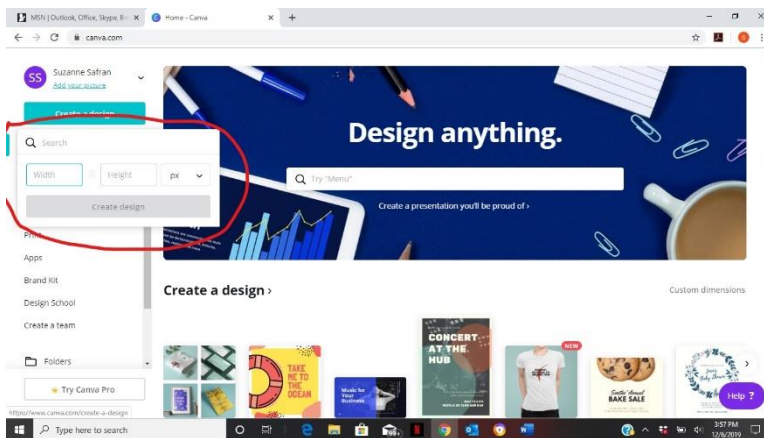 MSN | Outlook, Office, Skype, Bi
Home - Canva
canva.com
SS
Suzanne Safran
Add your picture
Create a design
Search
Width
Height
px
Create design
Print
Apps
Brand Kit
Design School
Create a team
Folders
Try Canva Pro
https://www.canva.com/create-a-design
Design anything.
Try "Menu"
Create a presentation you'll be proud of ›
Create a design ›
Custom dimensions
TAKE
ME TO
THE
OCEAN
Music for
Your
Business
CONCERT
AT THE
HUB
NEW
BAKE SALE
Help ?
Type here to search
99+
3:57 PM
12/6/2019